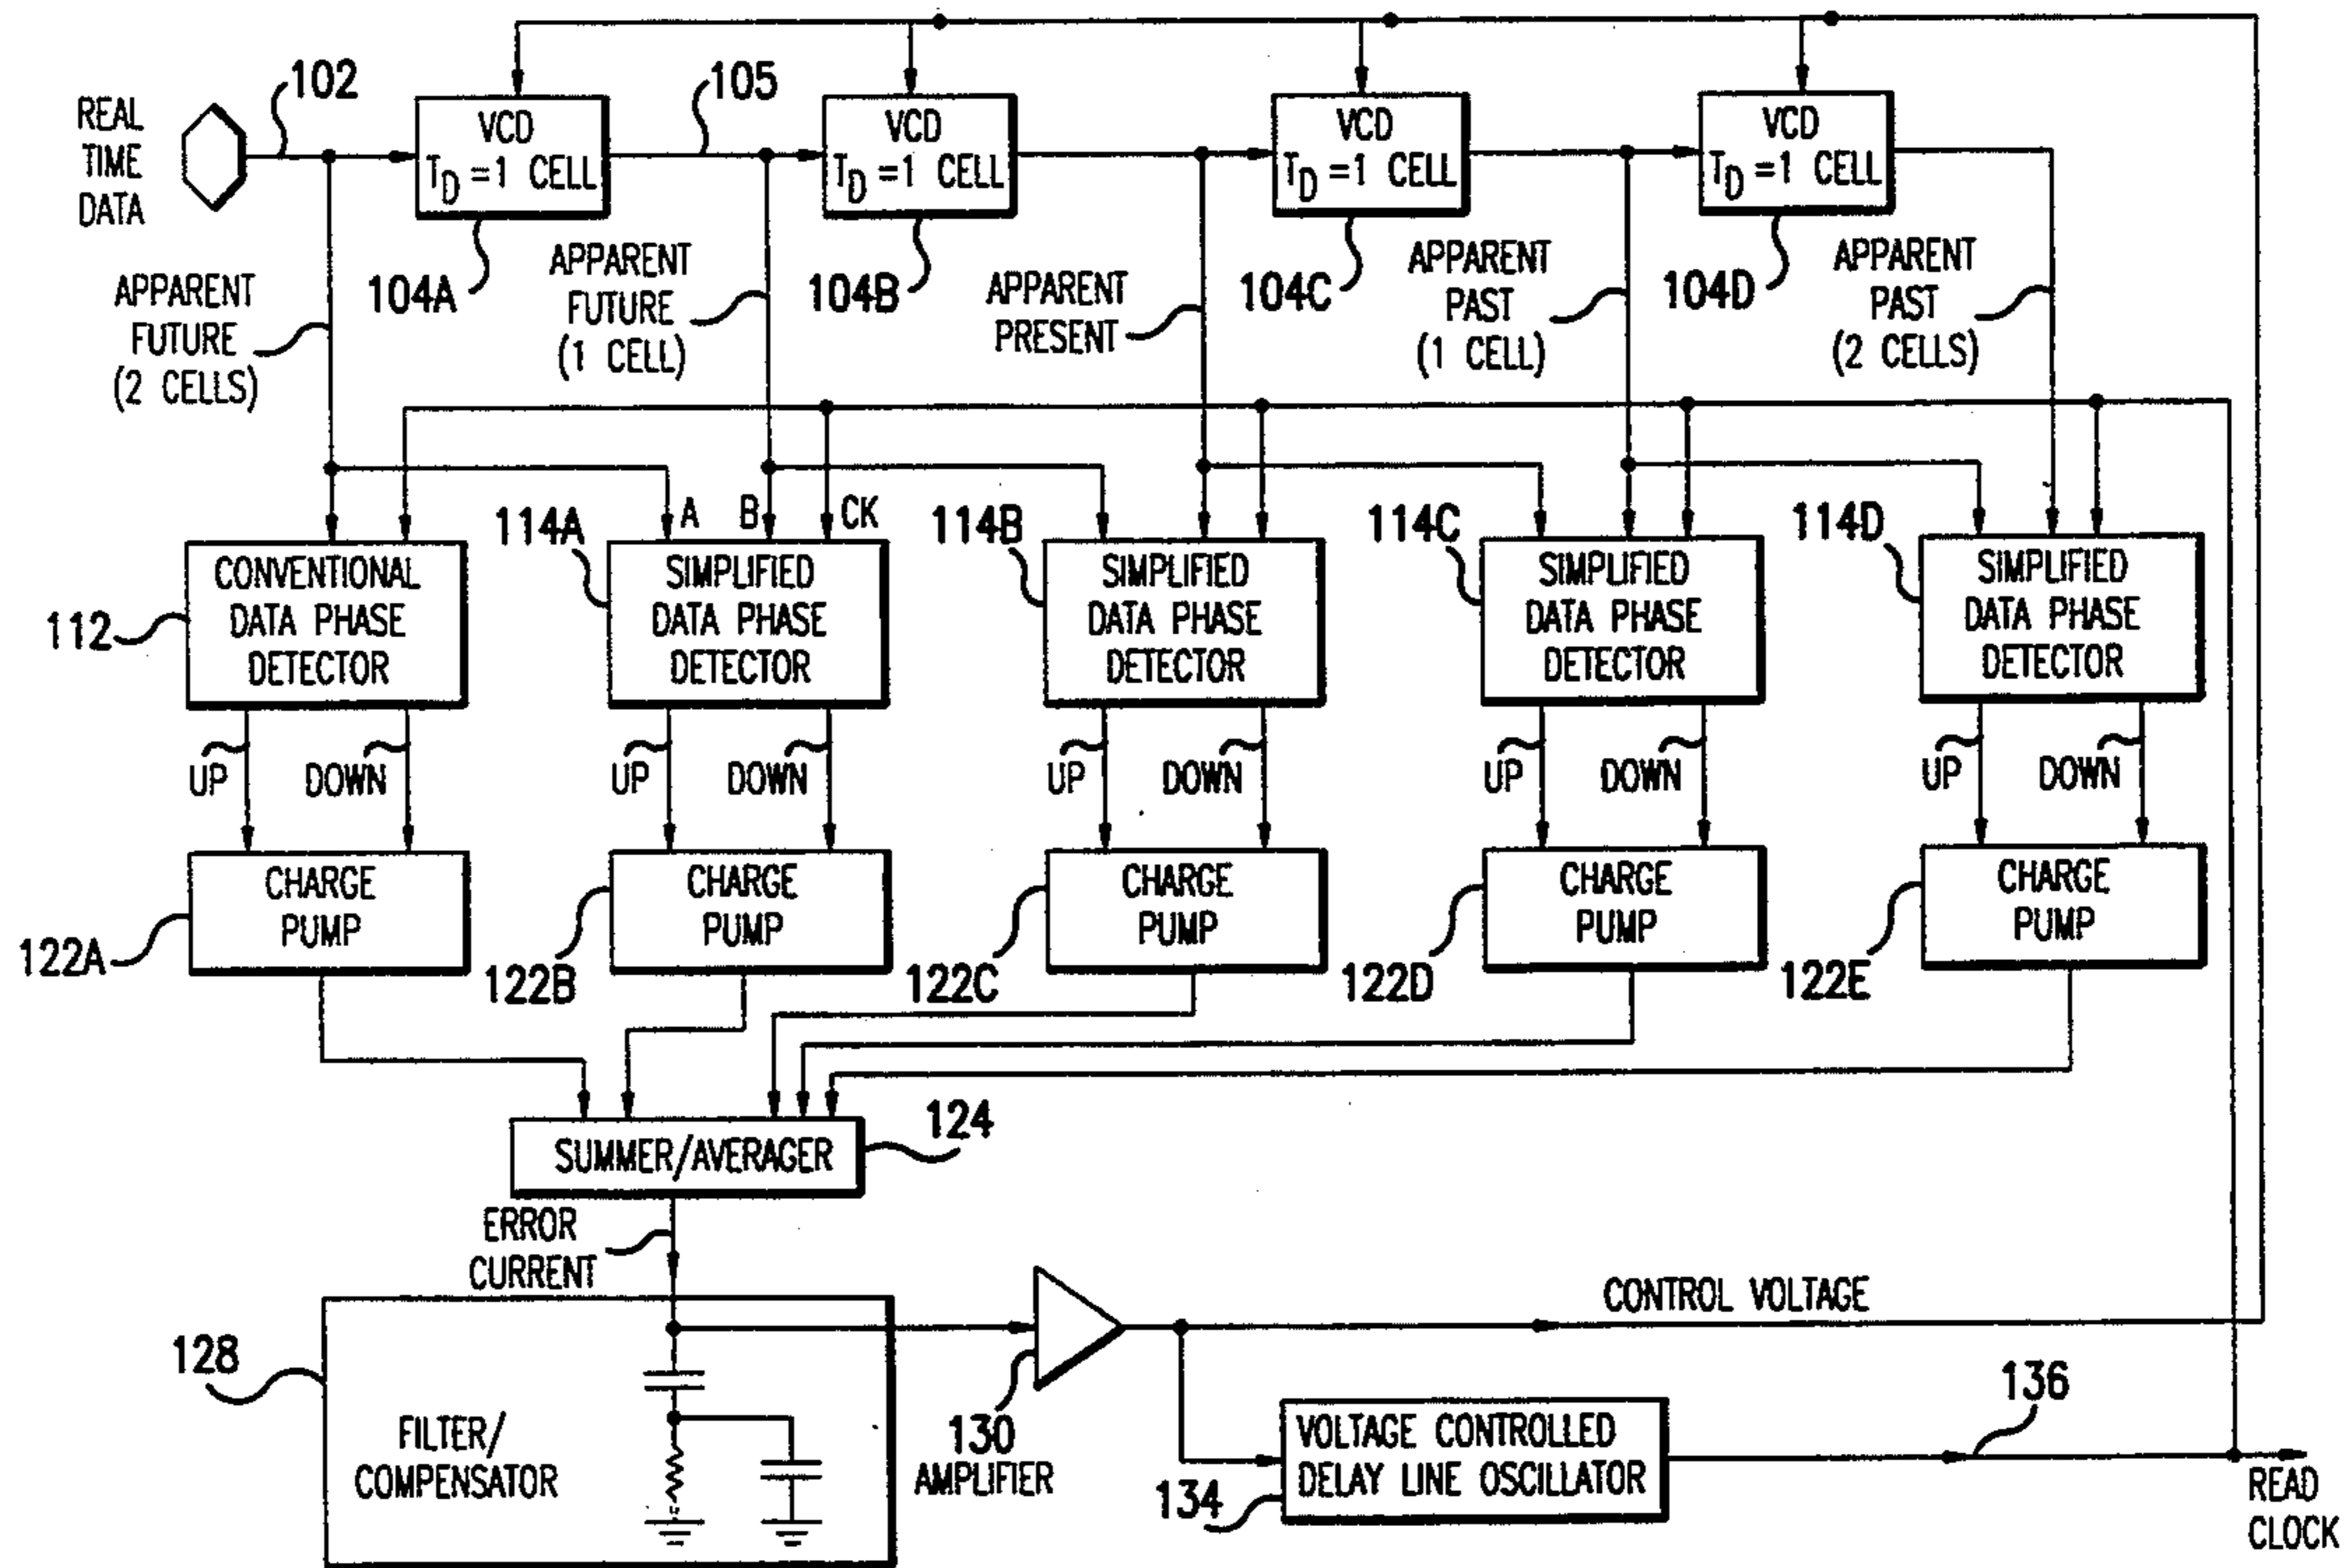 REAL
TIME
DATA
102
105
VCD
T_D = 1 CELL
VCD
T_D = 1 CELL
VCD
T_D = 1 CELL
VCD
T_D = 1 CELL
104A
104B
104C
104D
APPARENT
FUTURE
(2 CELLS)
APPARENT
FUTURE
(1 CELL)
APPARENT
PRESENT
APPARENT
PAST
(1 CELL)
APPARENT
PAST
(2 CELLS)
A
B
CK
112
114A
114B
114C
114D
CONVENTIONAL
DATA PHASE
DETECTOR
SIMPLIFIED
DATA PHASE
DETECTOR
SIMPLIFIED
DATA PHASE
DETECTOR
SIMPLIFIED
DATA PHASE
DETECTOR
SIMPLIFIED
DATA PHASE
DETECTOR
UP
DOWN
UP
DOWN
UP
DOWN
UP
DOWN
UP
DOWN
CHARGE
PUMP
CHARGE
PUMP
CHARGE
PUMP
CHARGE
PUMP
CHARGE
PUMP
122A
122B
122C
122D
122E
SUMMER/AVERAGER
124
ERROR
CURRENT
128
FILTER/
COMPENSATOR
130
AMPLIFIER
CONTROL VOLTAGE
VOLTAGE CONTROLLED
DELAY LINE OSCILLATOR
134
136
READ
CLOCK